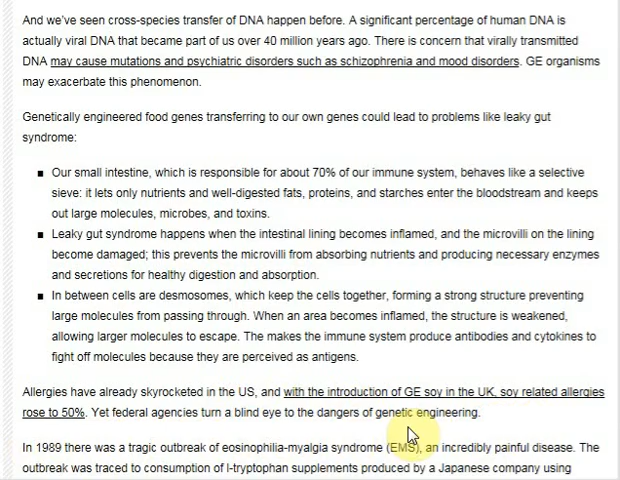 And we've seen cross-species transfer of DNA happen before. A significant percentage of human DNA is
actually viral DNA that became part of us over 40 million years ago. There is concern that virally transmitted
DNA may cause mutations and psychiatric disorders such as schizophrenia and mood disorders. GE organisms
may exacerbate this phenomenon.
Genetically engineered food genes transferring to our own genes could lead to problems like leaky gut
syndrome:
Our small intestine, which is responsible for about 70% of our immune system, behaves like a selective
sieve: it lets only nutrients and well-digested fats, proteins, and starches enter the bloodstream and keeps
out large molecules, microbes, and toxins.
Leaky gut syndrome happens when the intestinal lining becomes inflamed, and the microvilli on the lining
become damaged; this prevents the microvilli from absorbing nutrients and producing necessary enzymes
and secretions for healthy digestion and absorption.
In between cells are desmosomes, which keep the cells together, forming a strong structure preventing
large molecules from passing through. When an area becomes inflamed, the structure is weakened,
allowing larger molecules to escape. The makes the immune system produce antibodies and cytokines to
fight off molecules because they are perceived as antigens.
Allergies have already skyrocketed in the US, and with the introduction of GE soy in the UK, soy related allergies
rose to 50%. Yet federal agencies turn a blind eye to the dangers of genetic engineering.
In 1989 there was a tragic outbreak of eosinophilia-myalgia syndrome (EMS), an incredibly painful disease. The
outbreak was traced to consumption of l-tryptophan supplements produced by a Japanese company using